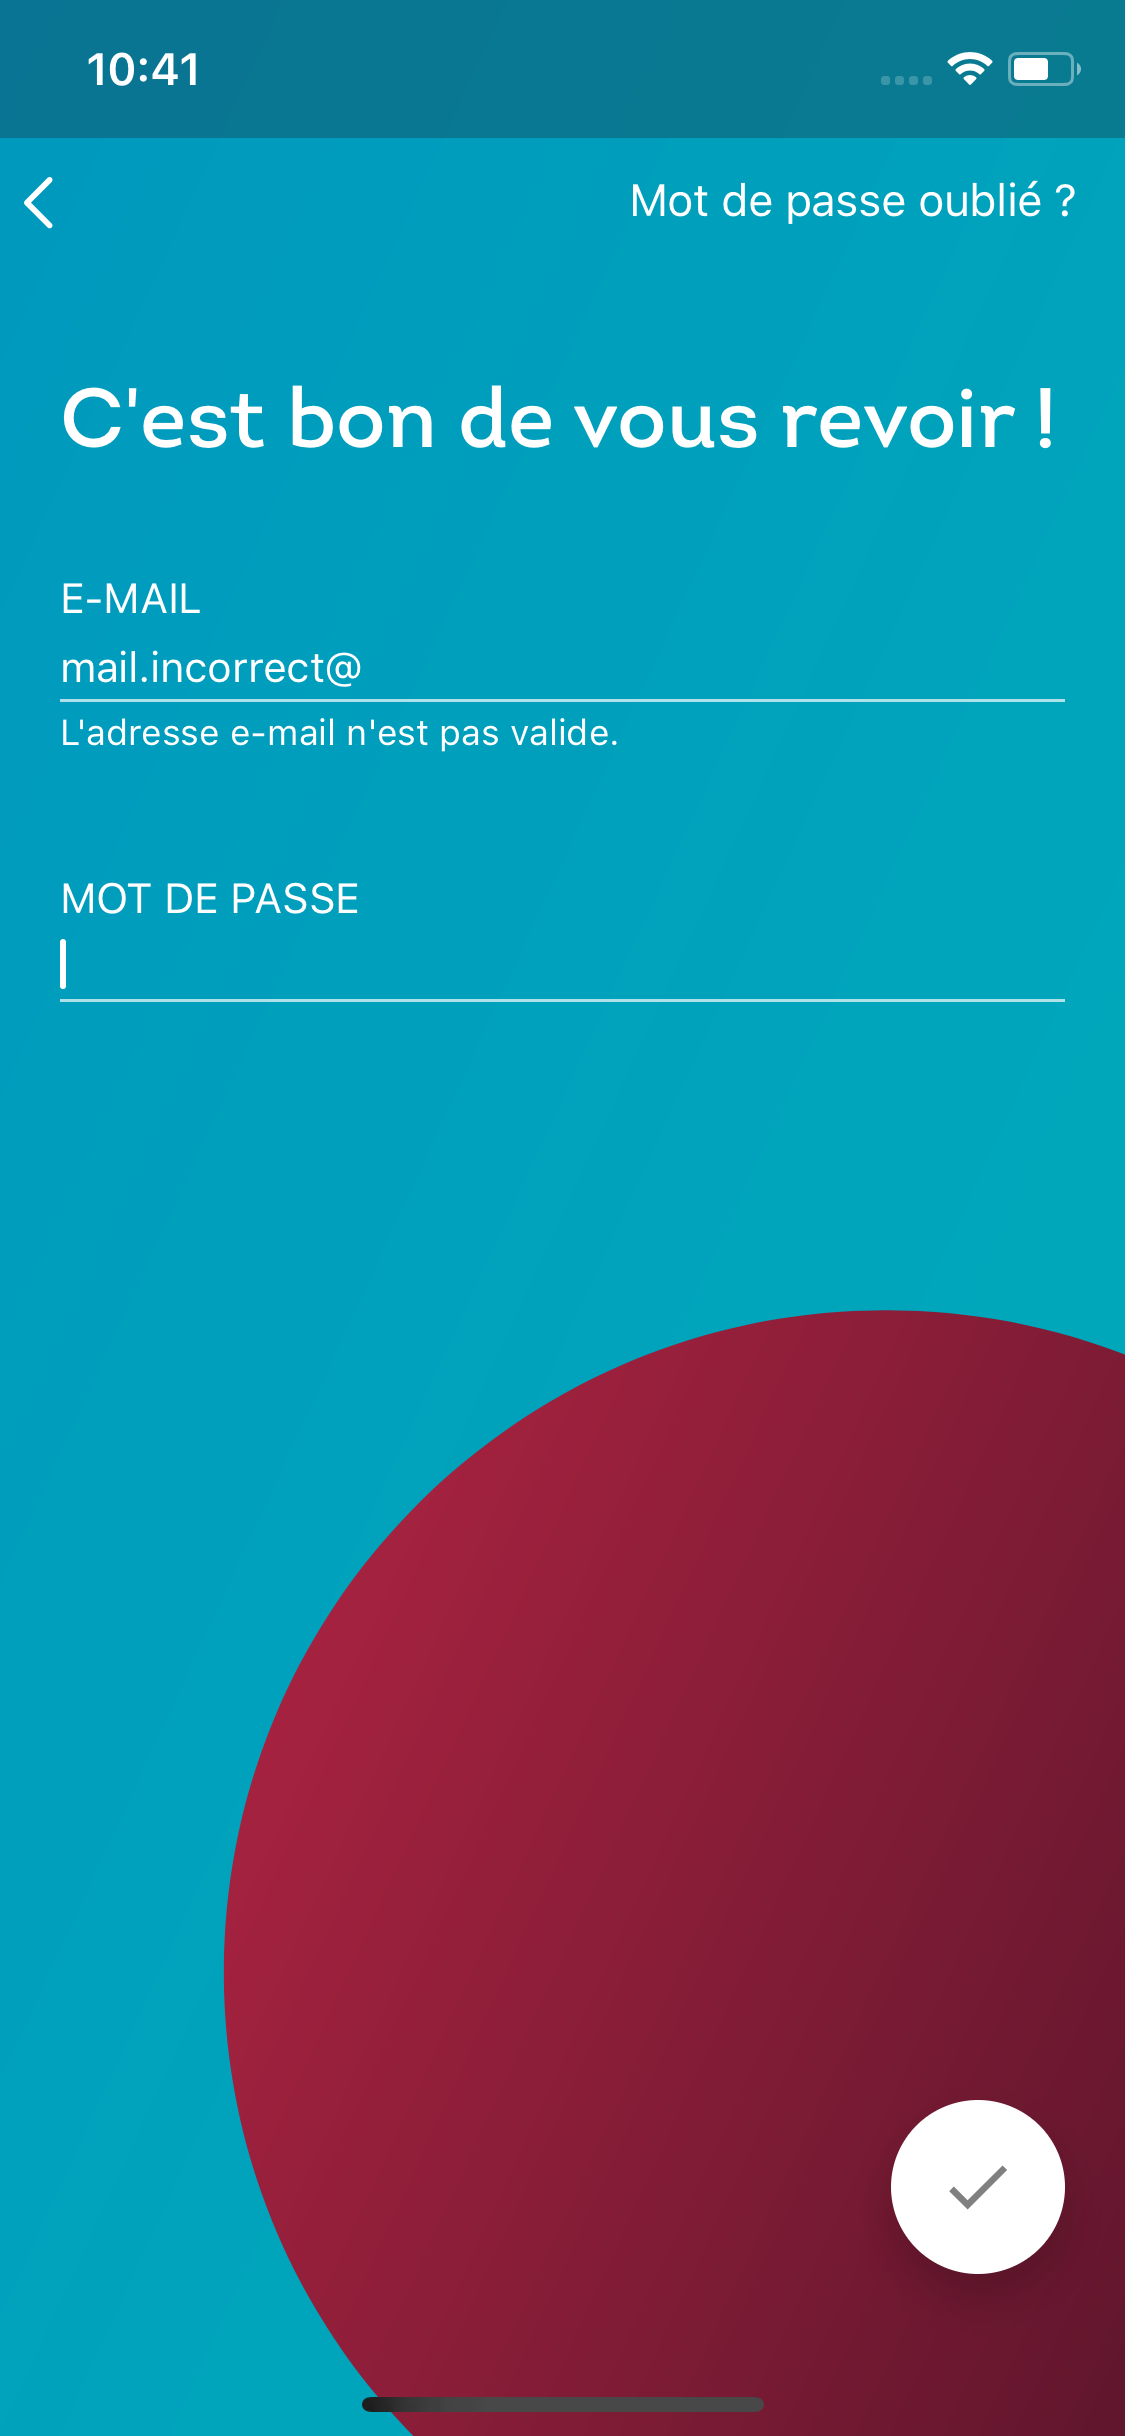 10:41
Mot de passe oublié ?
C'est bon de vous revoir !
E-MAIL
mail.incorrect@
L'adresse e-mail n'est pas valide.
MOT DE PASSE